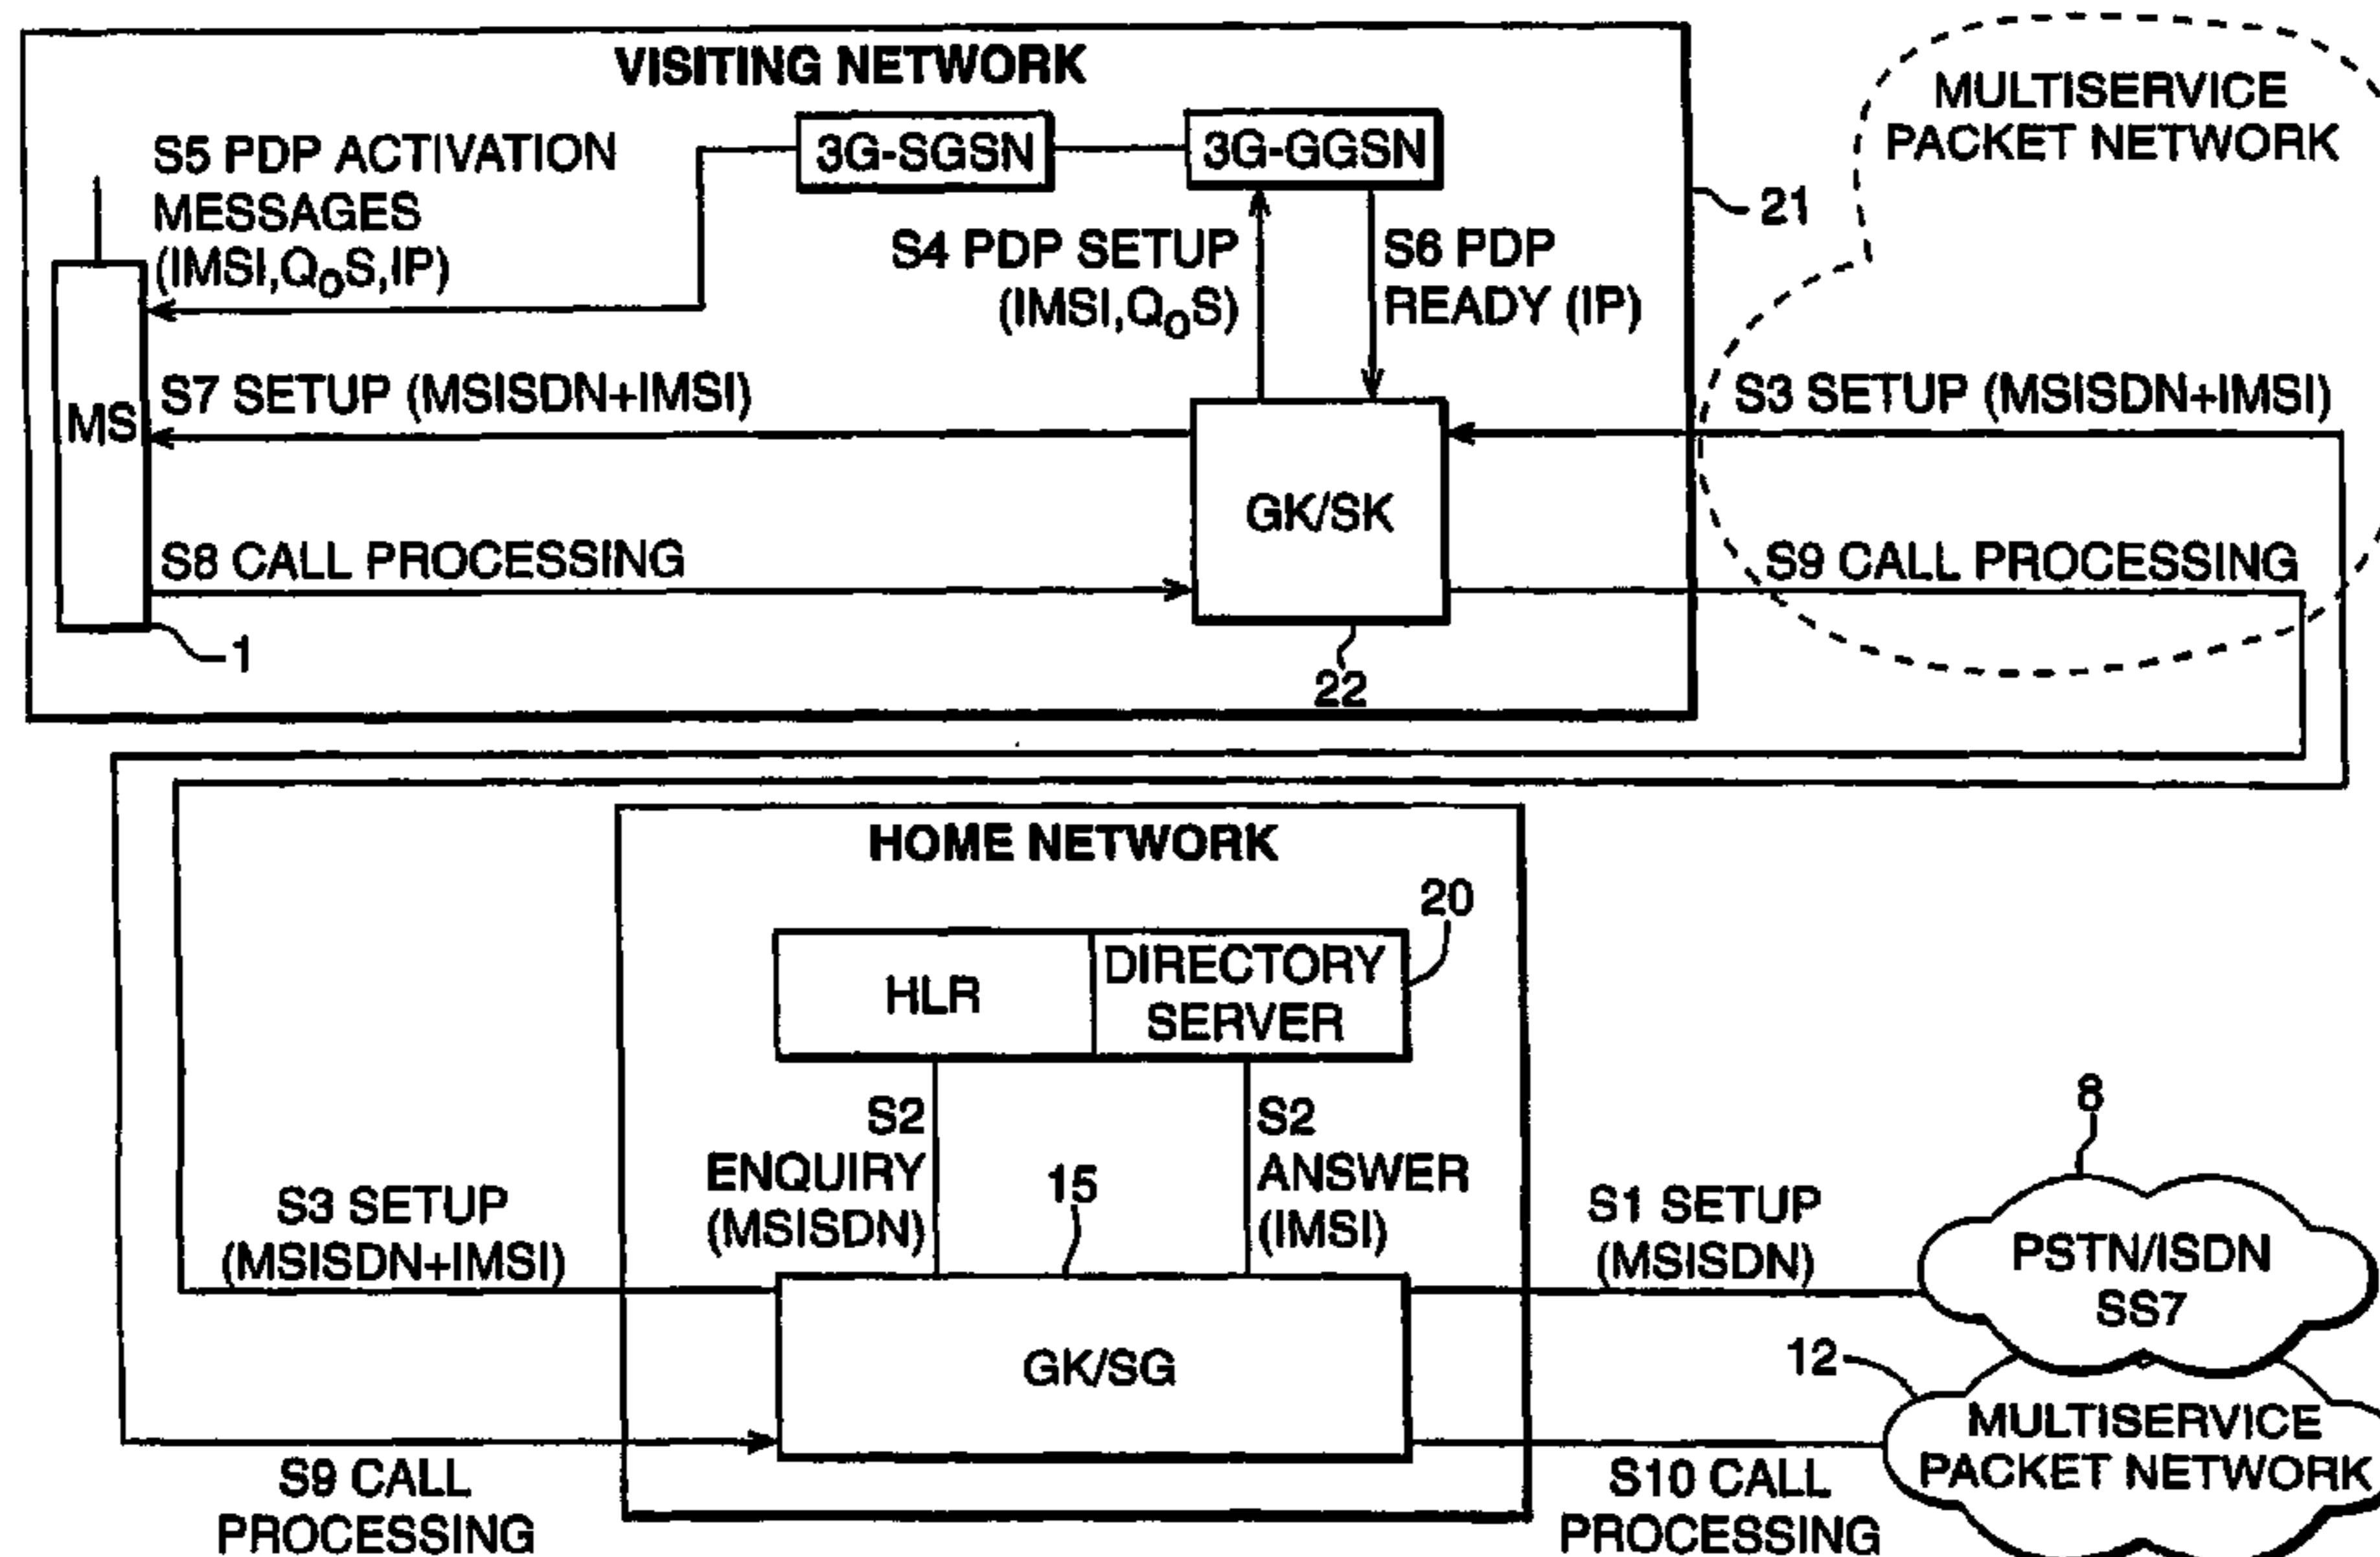 VISITING NETWORK
MULTISERVICE
PACKET NETWORK
S5 PDP ACTIVATION
MESSAGES
(IMSI,QoS,IP)
3G-SGSN
3G-GGSN
21
S4 PDP SETUP
(IMSI,QoS)
S6 PDP
READY (IP)
MS
S7 SETUP (MSISDN+IMSI)
S3 SETUP (MSISDN+IMSI)
GK/SK
S8 CALL PROCESSING
S9 CALL PROCESSING
1
22
HOME NETWORK
20
HLR
DIRECTORY
SERVER
S2
ENQUIRY
(MSISDN)
S2
ANSWER
(IMSI)
15
8
S3 SETUP
(MSISDN+IMSI)
S1 SETUP
(MSISDN)
PSTN/ISDN
SS7
GK/SG
12
MULTISERVICE
PACKET NETWORK
S9 CALL
PROCESSING
S10 CALL
PROCESSING